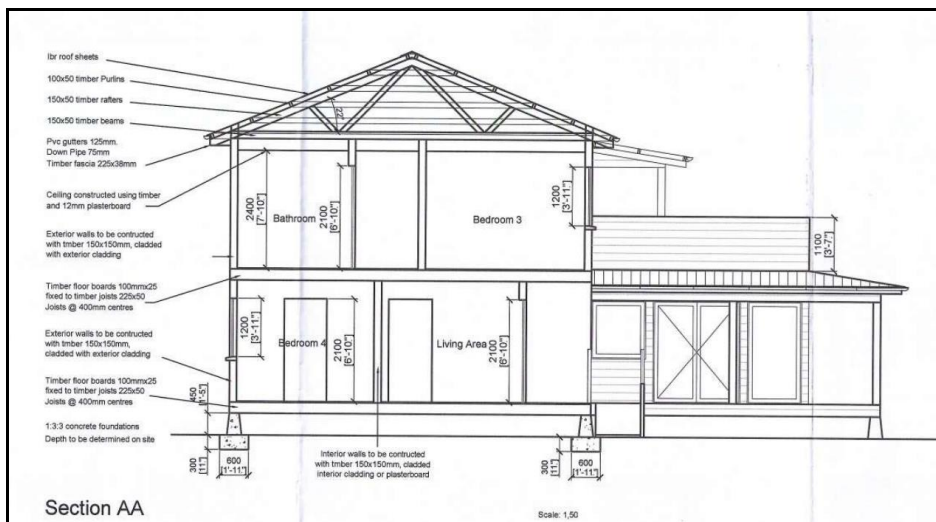 Ibr roof sheets
100x50 timber Purlins
150x50 timber rafters
150x50 timber beams
Pvc gutters 125mm.
Down Pipe 75mm
Timber fascia 225x38mm
Ceiling constructed using timber
and 12mm plasterboard
Exterior walls to be contructed
with tmber 150x150mm, cladded
with exterior cladding
Timber floor boards 100mmx25
fixed to timber joists 225x50
Joists @ 400mm centres
Exterior walls to be contructed
with tmber 150x150mm,
cladded with exterior cladding
Timber floor boards 100mmx25
fixed to timber joists 225x50
Joists @ 400mm centres
1:3:3 concrete foundations
Depth to be determined on site
22°
2400
[7'-10"]
Bathroom
2100
[6'-10"]
Bedroom 3
1200
[3'-11"]
1100
[3'-7"]
1200
[3'-11"]
Bedroom 4
2100
[6'-10"]
Living Area
2100
[6'-10"]
450
[1'-5"]
300
[11"]
600
[1'-11"]
Interior walls to be contructed
with tmber 150x150mm, cladded
interior cladding or plasterboard
300
[11"]
600
[1'-11"]
Section AA
Scale: 1,50